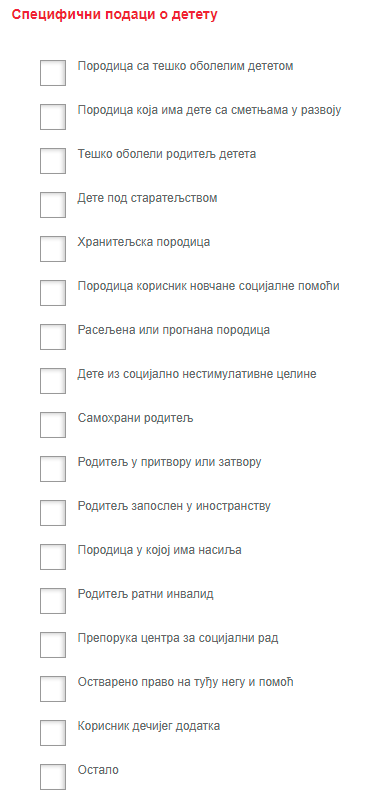 Специфични подаци о детету
Породица са тешко оболелим дететом
Породица која има дете са сметњама у развоју
Тешко оболели родитељ детета
Дете под старатељством
Хранитељска породица
Породица корисник новчане социјалне помоћи
Расељена или прогнана породица
Дете из социјално нестимулативне целине
Самохрани родитељ
Родитељ у притвору или затвору
Родитељ запослен у иностранству
Породица у којој има насиља
Родитељ ратни инвалид
Препорука центра за социјални рад
Остварено право на туђу негу и помоћ
Корисник дечијег додатка
Остало